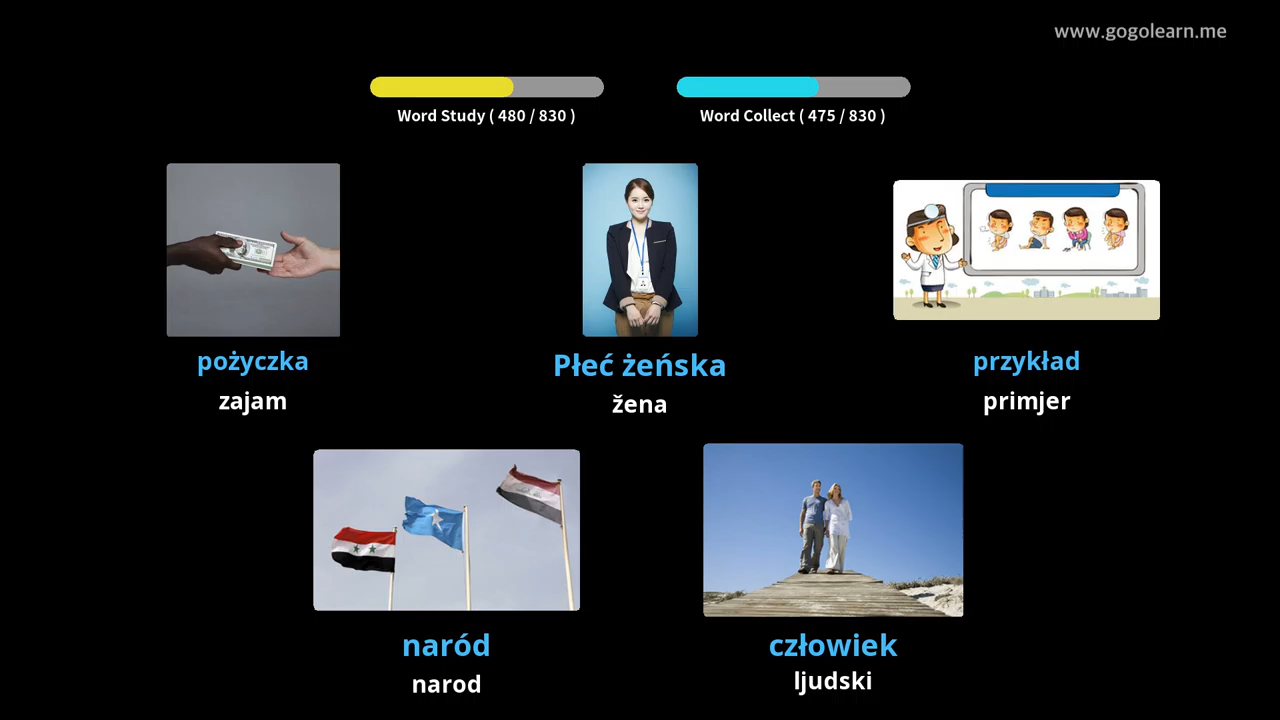 www.gogolearn.me
Word Study ( 480 / 830 )
Word Collect ( 475 / 830 )
pożyczka
zajam
Płeć żeńska
žena
przykład
primjer
naród
narod
człowiek
ljudski